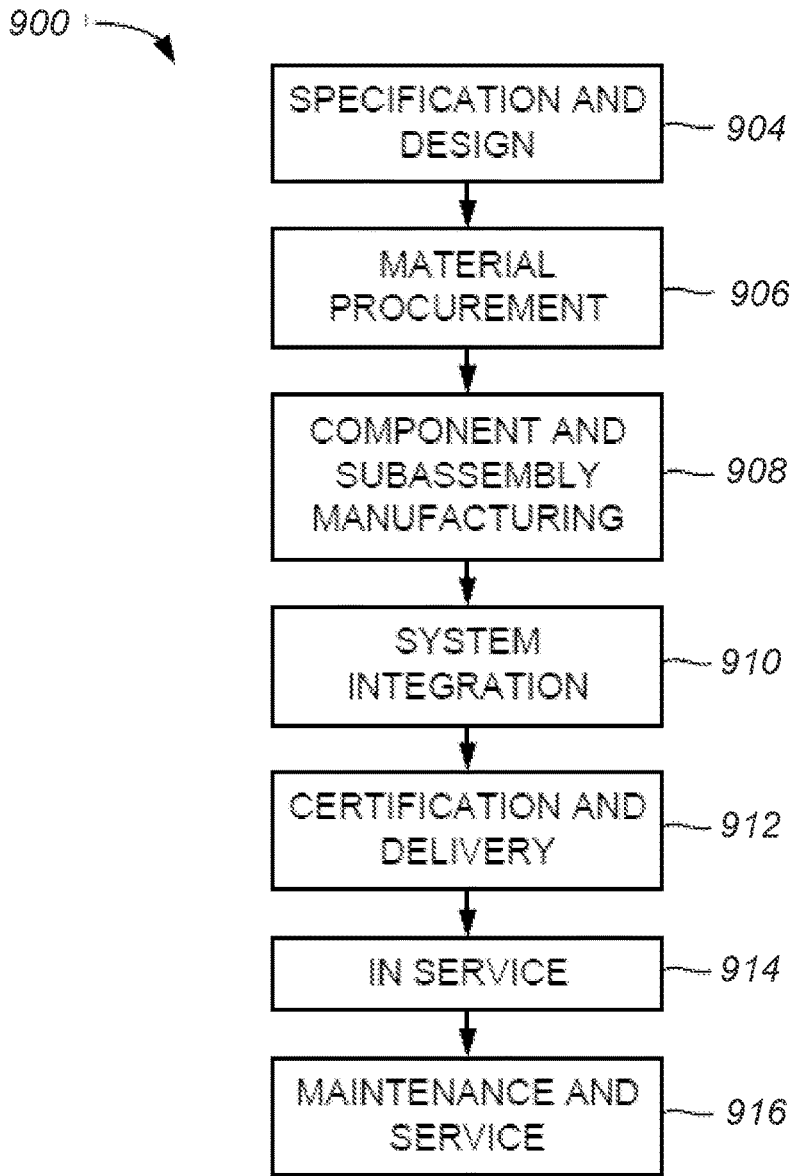 900
SPECIFICATION AND
DESIGN
904
MATERIAL
PROCUREMENT
906
COMPONENT AND
SUBASSEMBLY
MANUFACTURING
908
SYSTEM
INTEGRATION
910
CERTIFICATION AND
DELIVERY
912
IN SERVICE
914
MAINTENANCE AND
SERVICE
916